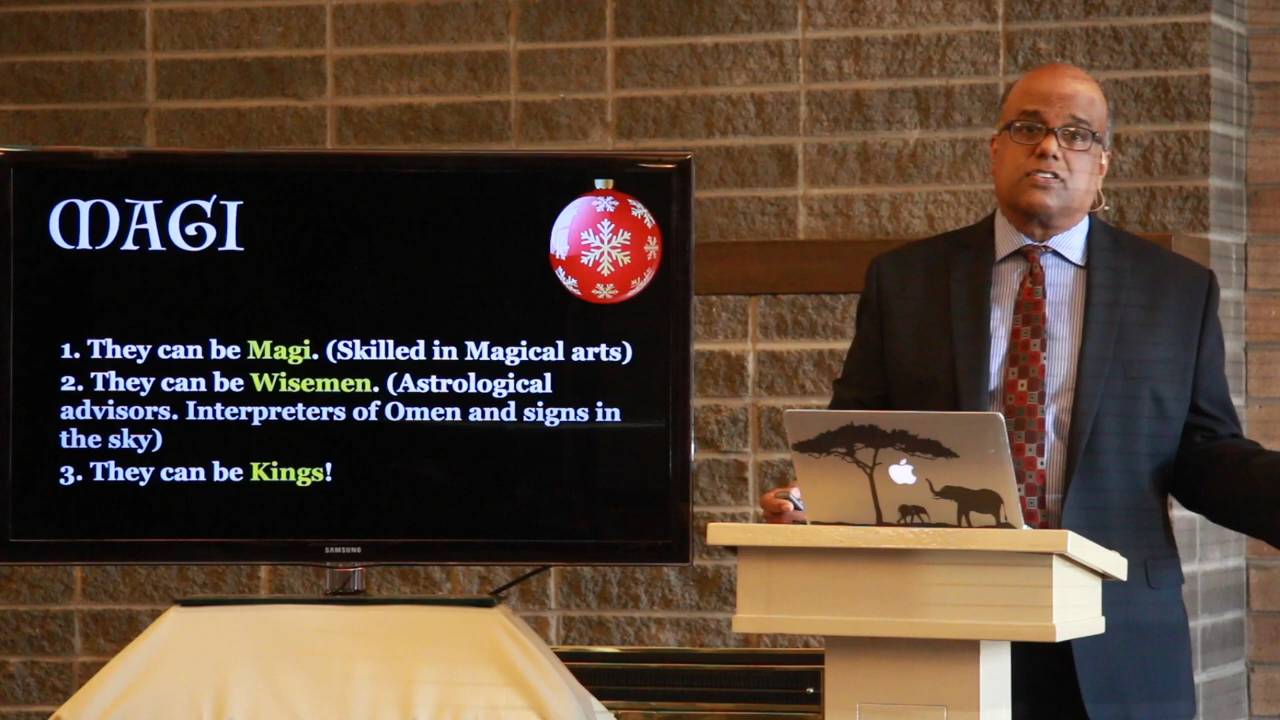 MAGI
1. They can be Magi. (Skilled in Magical arts)
2. They can be Wisemen. (Astrological
advisors. Interpreters of Omen and signs in
the sky)
3. They can be Kings!
SAMSUNG